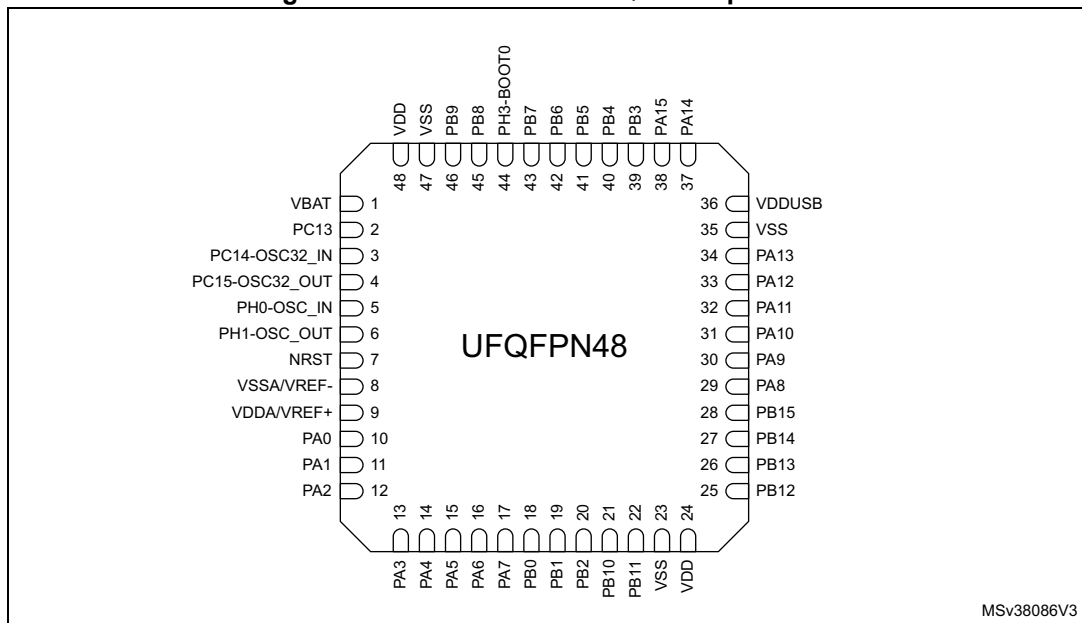 VDD
VSS
PB9
PB8
PH3-BOOT0
PB7
PB6
PB5
PB4
PB3
PA15
PA14
48
47
46
45
44
43
42
41
40
39
38
37
VBAT 1
PC13 2
PC14-OSC32_IN 3
PC15-OSC32_OUT 4
PH0-OSC_IN 5
PH1-OSC_OUT 6
NRST 7
VSSA/VREF- 8
VDDA/VREF+ 9
PA0 10
PA1 11
PA2 12
UFQFPN48
36 VDDUSB
35 VSS
34 PA13
33 PA12
32 PA11
31 PA10
30 PA9
29 PA8
28 PB15
27 PB14
26 PB13
25 PB12
13
14
15
16
17
18
19
20
21
22
23
24
PA3
PA4
PA5
PA6
PA7
PB0
PB1
PB2
PB10
PB11
VSS
VDD
MSv38086V3